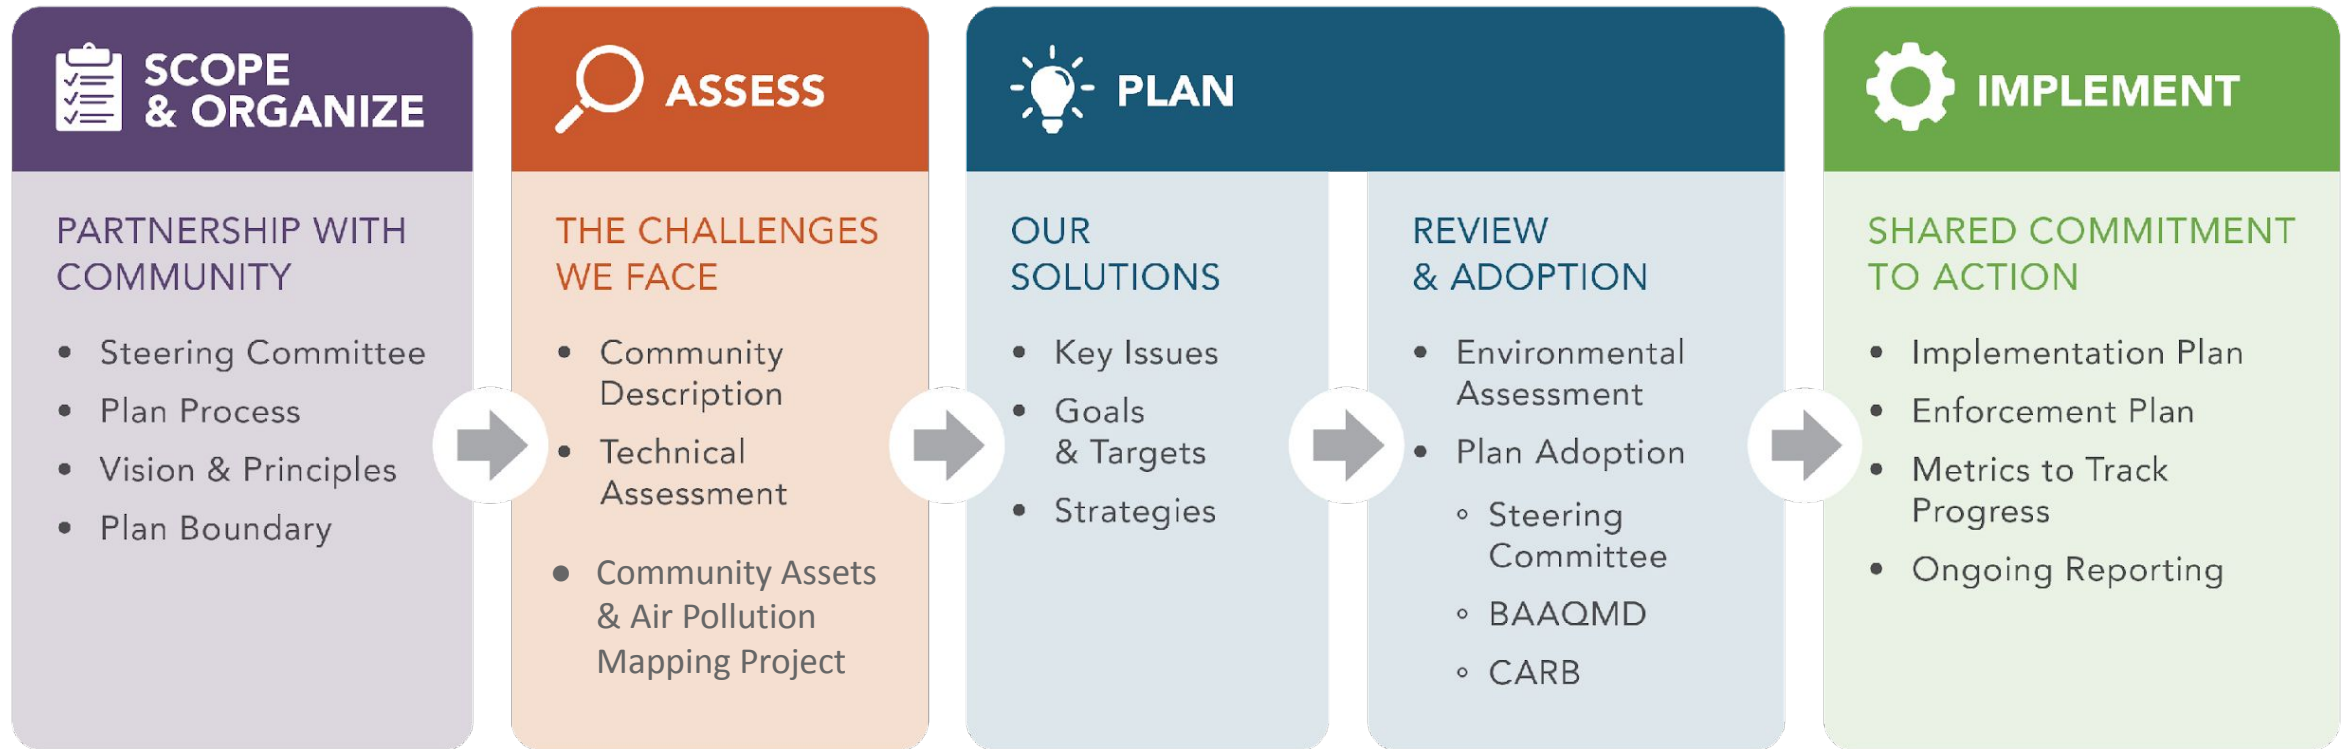 SCOPE
& ORGANIZE
PARTNERSHIP WITH
COMMUNITY
• Steering Committee
• Plan Process
• Vision & Principles
• Plan Boundary
ASSESS
THE CHALLENGES
WE FACE
• Community
Description
• Technical
Assessment
• Community Assets
& Air Pollution
Mapping Project
PLAN
OUR
SOLUTIONS
• Key Issues
• Goals
& Targets
• Strategies
REVIEW
& ADOPTION
• Environmental
Assessment
• Plan Adoption
◦ Steering
Committee
◦ BAAQMD
◦ CARB
IMPLEMENT
SHARED COMMITMENT
TO ACTION
• Implementation Plan
• Enforcement Plan
• Metrics to Track
Progress
• Ongoing Reporting